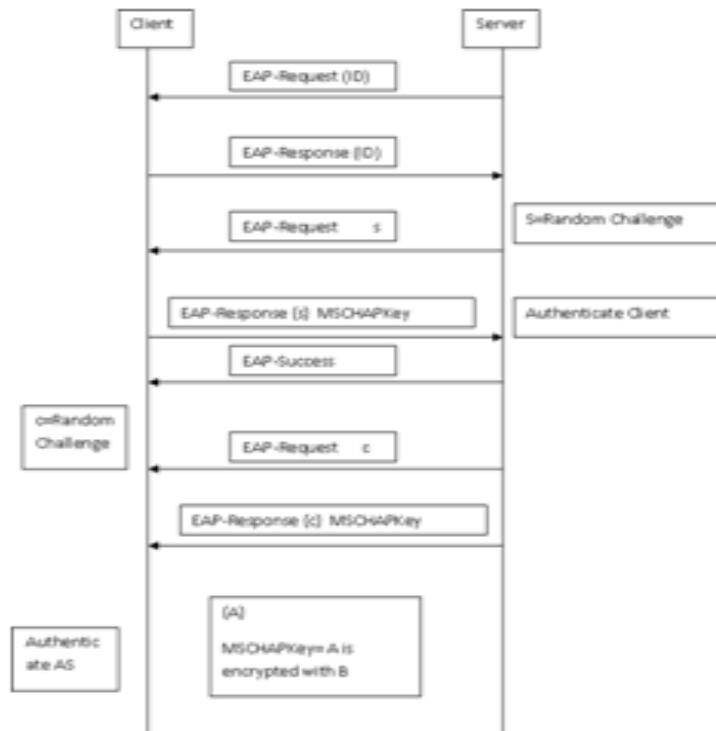 Client
Server
EAP-Request (ID)
EAP-Response (ID)
EAP-Request s
S=Random Challenge
EAP-Response (s) MSCHAPKey
Authenticate Client
EAP-Success
c=Random
Challenge
EAP-Request c
EAP-Response (c) MSCHAPKey
(A)
MSCHAPKey= A is
encrypted with B
Authentic
ate AS